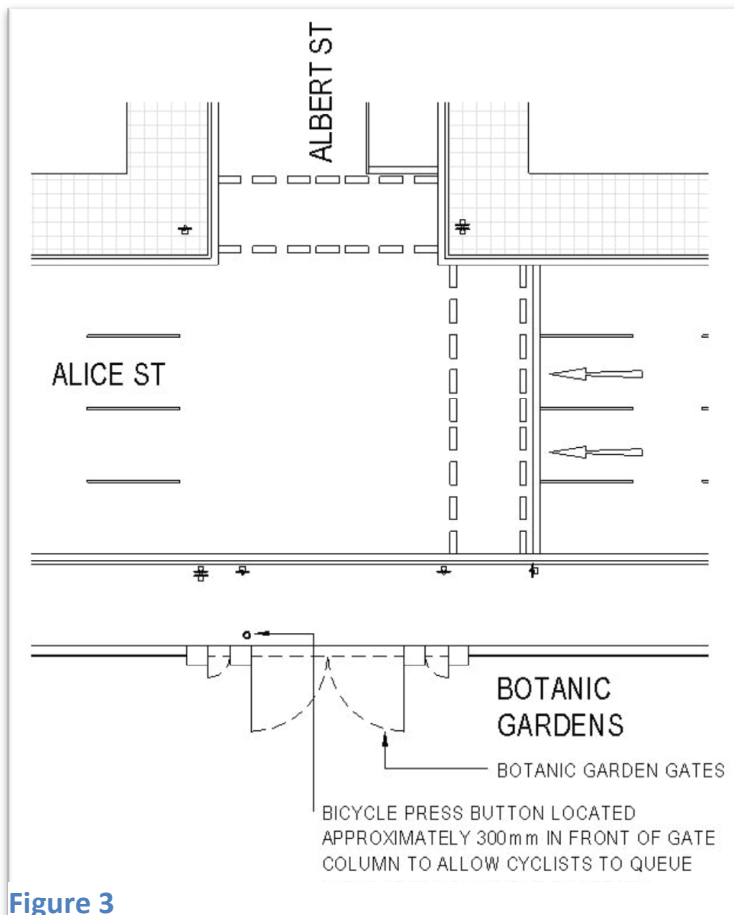 ALBERT ST
ALICE ST
BOTANIC
GARDENS
BOTANIC GARDEN GATES
BICYCLE PRESS BUTTON LOCATED
APPROXIMATELY 300mm IN FRONT OF GATE
COLUMN TO ALLOW CYCLISTS TO QUEUE
Figure 3